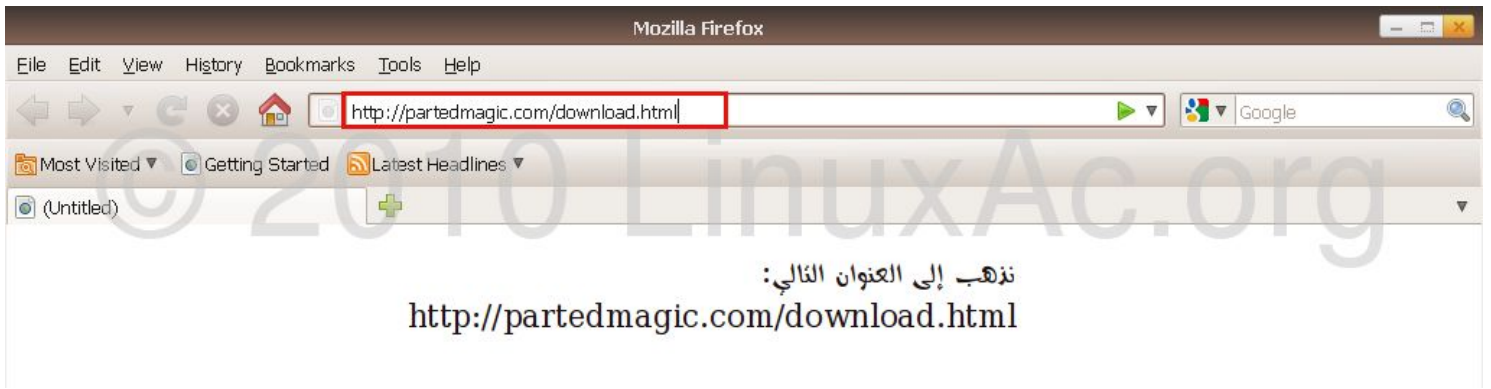 Mozilla Firefox
File Edit View History Bookmarks Tools Help
http://partedmagic.com/download.html Google
Most Visited Getting Started Latest Headlines
(Untitled)
© 2010 LinuxAc.org
نذهب إلى العنوان التالي:
http://partedmagic.com/download.html